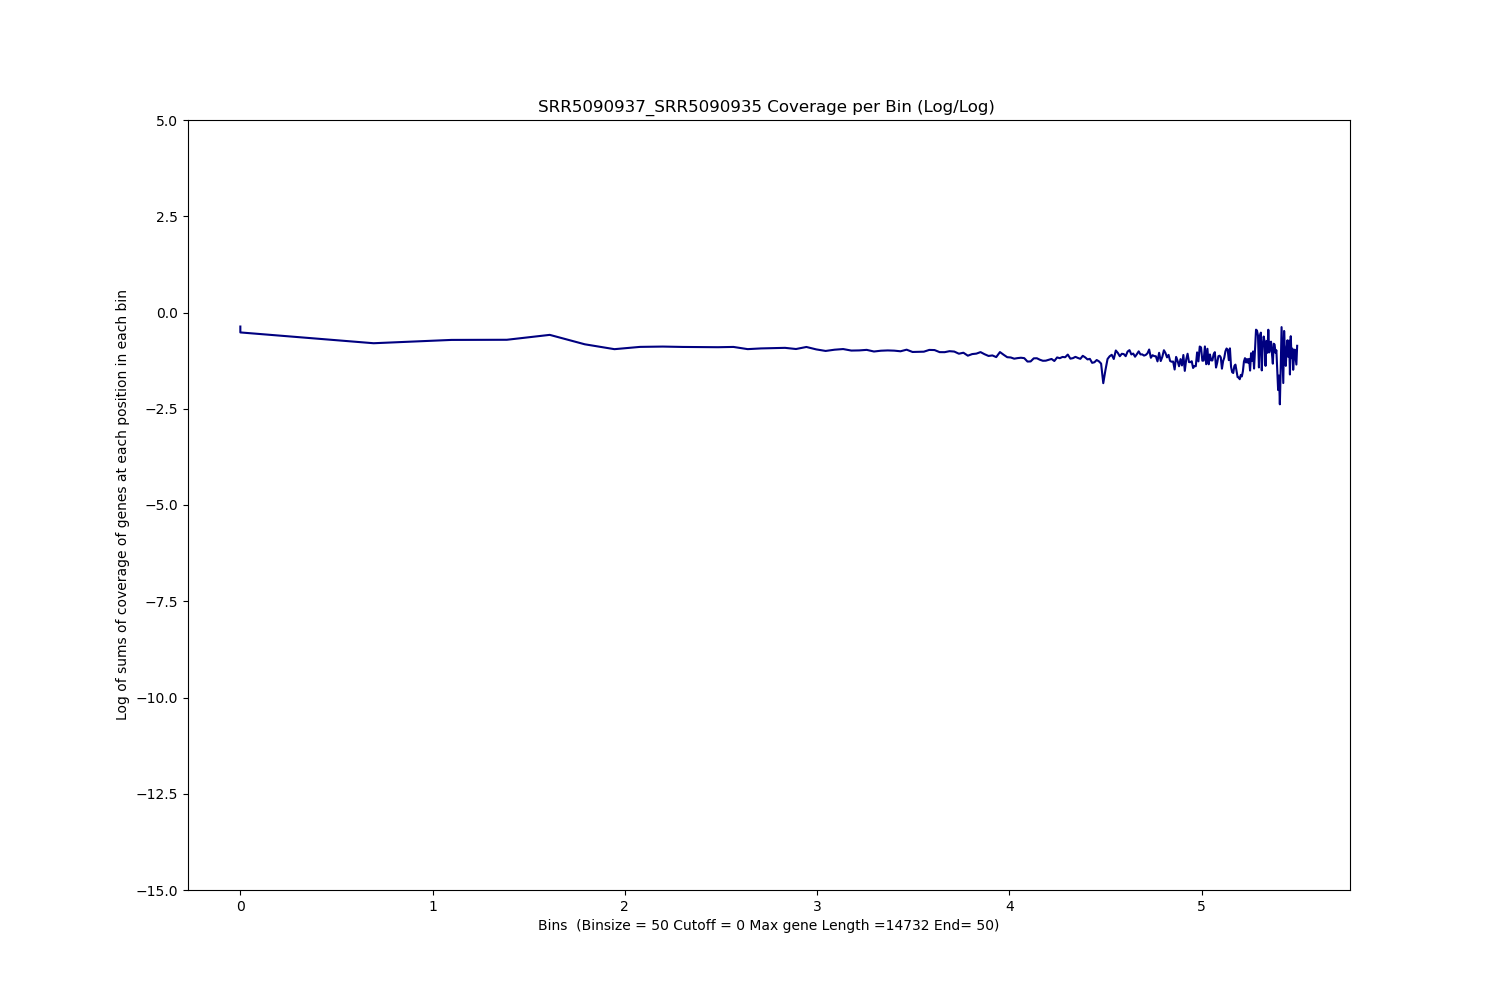 SRR5090937_SRR5090935 Coverage per Bin (Log/Log)
5.0
2.5
0.0
−2.5
−5.0
−7.5
−10.0
−12.5
−15.0
Log of sums of coverage of genes at each position in each bin
0 1 2 3 4 5
Bins  (Binsize = 50 Cutoff = 0 Max gene Length =14732 End= 50)